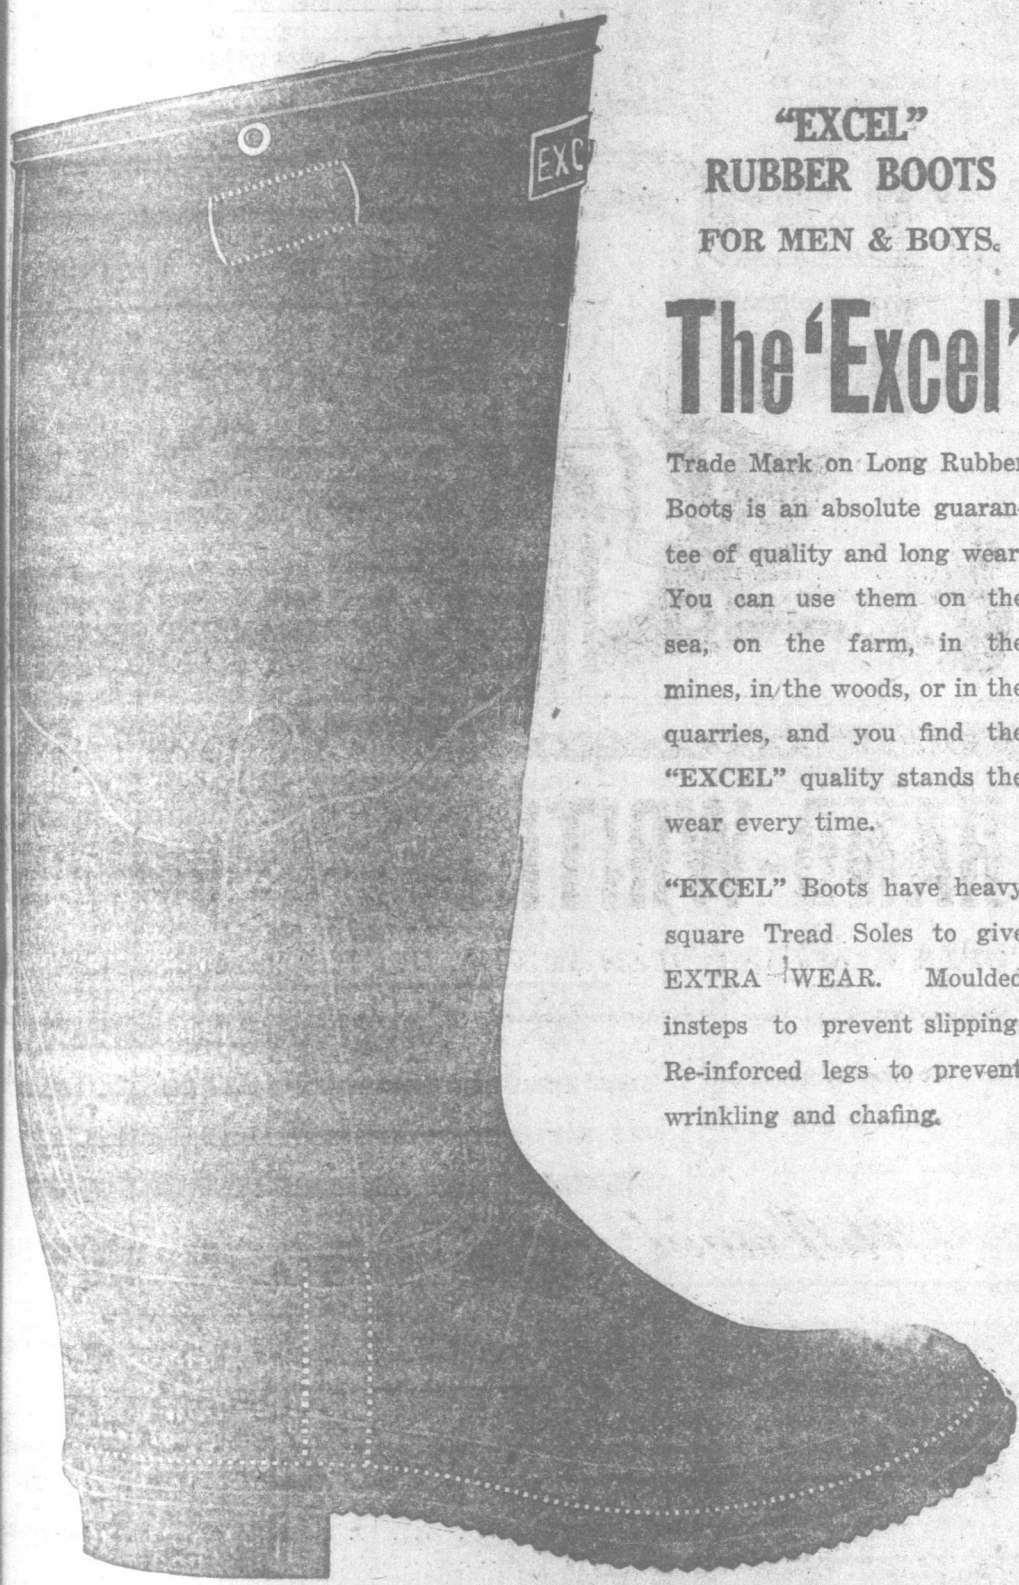 EXC
“EXCEL”
RUBBER BOOTS
FOR MEN & BOYS.
The ‘Excel’
Trade Mark on Long Rubber
Boots is an absolute guaran-
tee of quality and long wear
You can use them on the
sea, on the farm, in the
mines, in the woods, or in the
quarries, and you find the
“EXCEL” quality stands the
wear every time.
“EXCEL” Boots have heavy
square Tread Soles to give
EXTRA WEAR. Moulded
insteps to prevent slipping
Re-inforced legs to prevent
wrinkling and chafing.